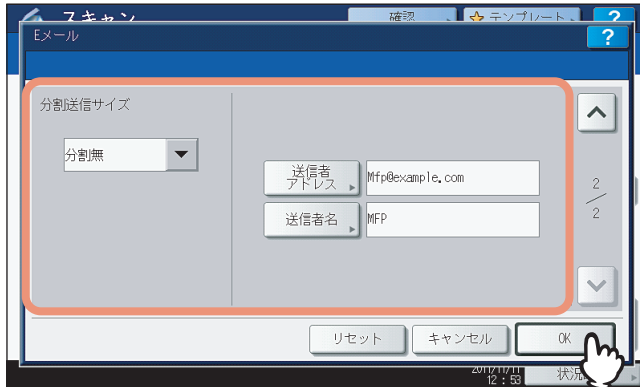 スキャン
確認
テンプレート
?
Eメール
?
分割送信サイズ
分割無
送信者
アドレス
Mfp@example.com
送信者名
MFP
2
2
リセット
キャンセル
OK
2011/11/11
12:53
状況